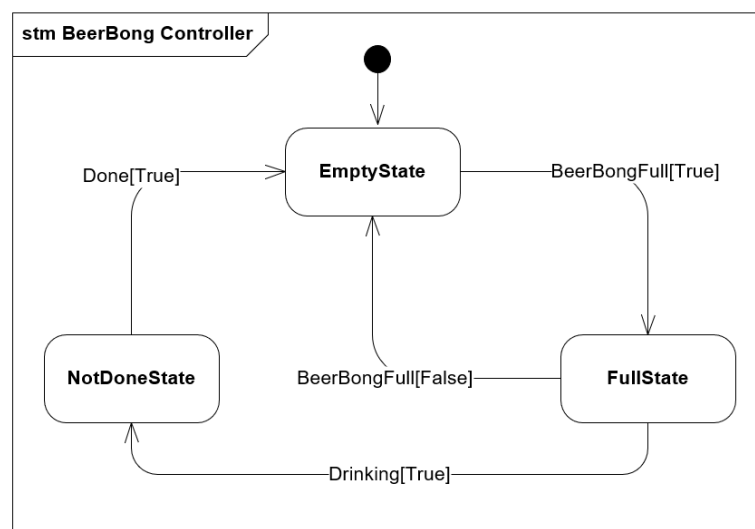 stm BeerBong Controller
EmptyState
Done[True]
BeerBongFull[True]
NotDoneState
BeerBongFull[False]
FullState
Drinking[True]